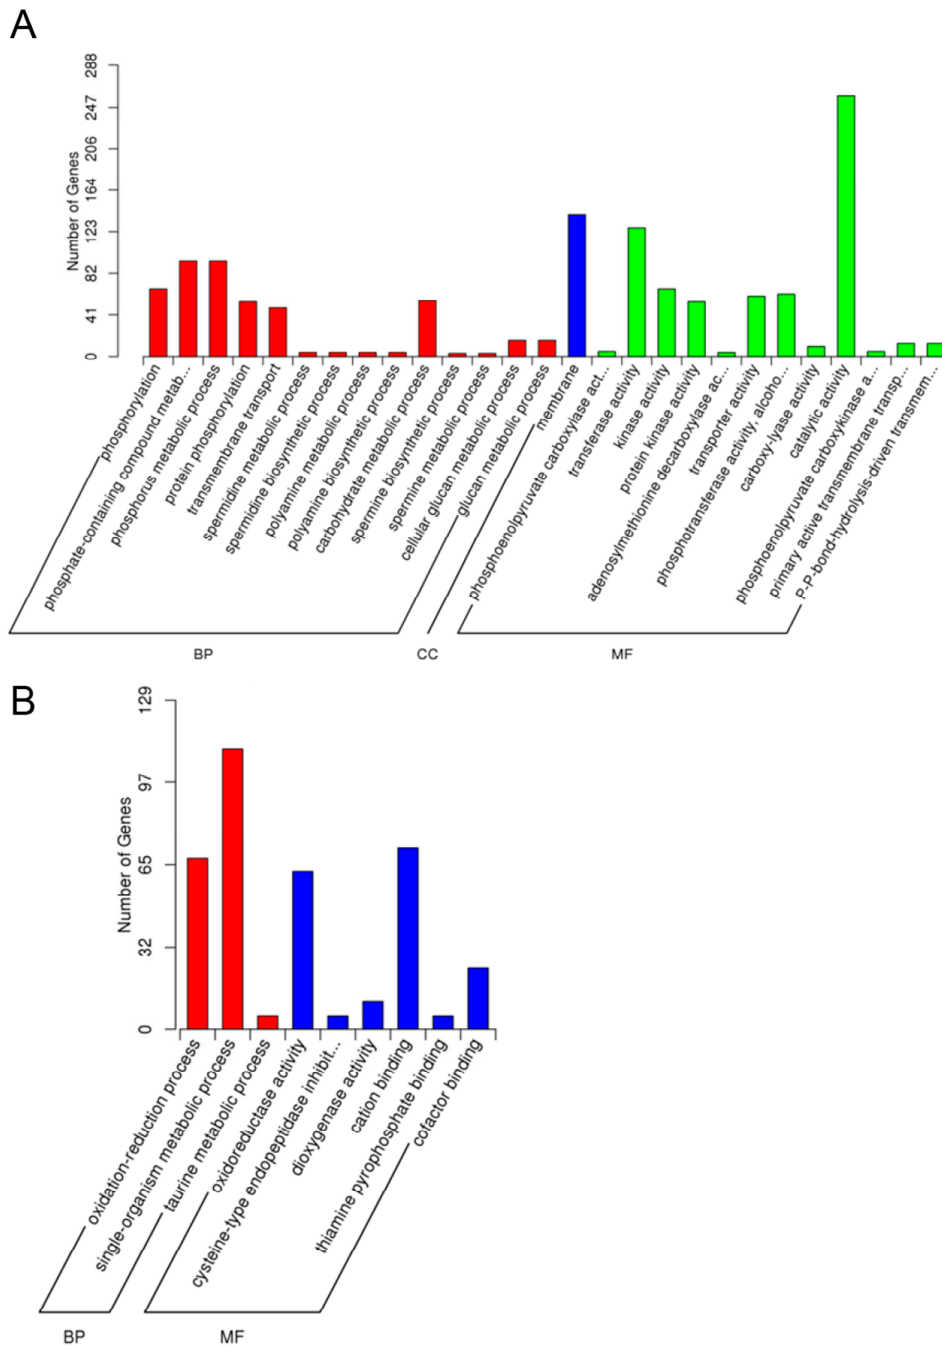 A
Number of Genes
288
247
206
164
123
82
41
0
phosphorylation
phosphate-containing compound metab...
phosphorus metabolic process
protein phosphorylation
transmembrane transport
spermidine metabolic process
spermidine biosynthetic process
polyamine metabolic process
polyamine biosynthetic process
carbohydrate metabolic process
spermine biosynthetic process
spermine metabolic process
cellular glucan metabolic process
glucan metabolic process
membrane
phosphoenolpyruvate carboxylase act...
transferase activity
kinase activity
protein kinase activity
adenosylmethionine decarboxylase ac...
transporter activity
phosphotransferase activity, alcoho...
carboxy-lyase activity
catalytic activity
phosphoenolpyruvate carboxykinase a...
primary active transmembrane transp...
P-P-bond-hydrolysis-driven transmem...
BP
CC
MF
B
Number of Genes
129
97
65
32
0
oxidation-reduction process
single-organism metabolic process
taurine metabolic process
oxidoreductase activity
cysteine-type endopeptidase inhibit...
dioxygenase activity
cation binding
thiamine pyrophosphate binding
cofactor binding
BP
MF